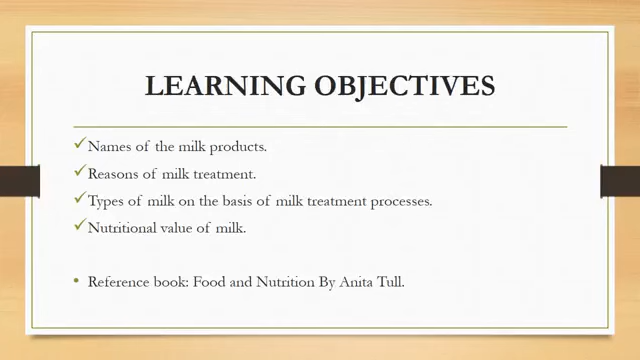 LEARNING OBJECTIVES
✓Names of the milk products.
✓Reasons of milk treatment.
✓Types of milk on the basis of milk treatment processes.
✓Nutritional value of milk.
• Reference book: Food and Nutrition By Anita Tull.